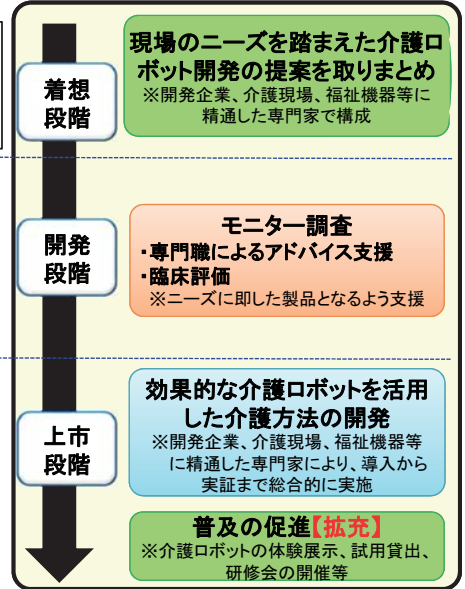 着想
段階
現場のニーズを踏まえた介護ロ
ボット開発の提案を取りまとめ
※開発企業、介護現場、福祉機器等に
精通した専門家で構成
開発
段階
モニター調査
・専門職によるアドバイス支援
・臨床評価
※ニーズに即した製品となるよう支援
上市
段階
効果的な介護ロボットを活用
した介護方法の開発
※開発企業、介護現場、福祉機器等
に精通した専門家により、導入から
実証まで総合的に実施
普及の促進【拡充】
※介護ロボットの体験展示、試用貸出、
研修会の開催等